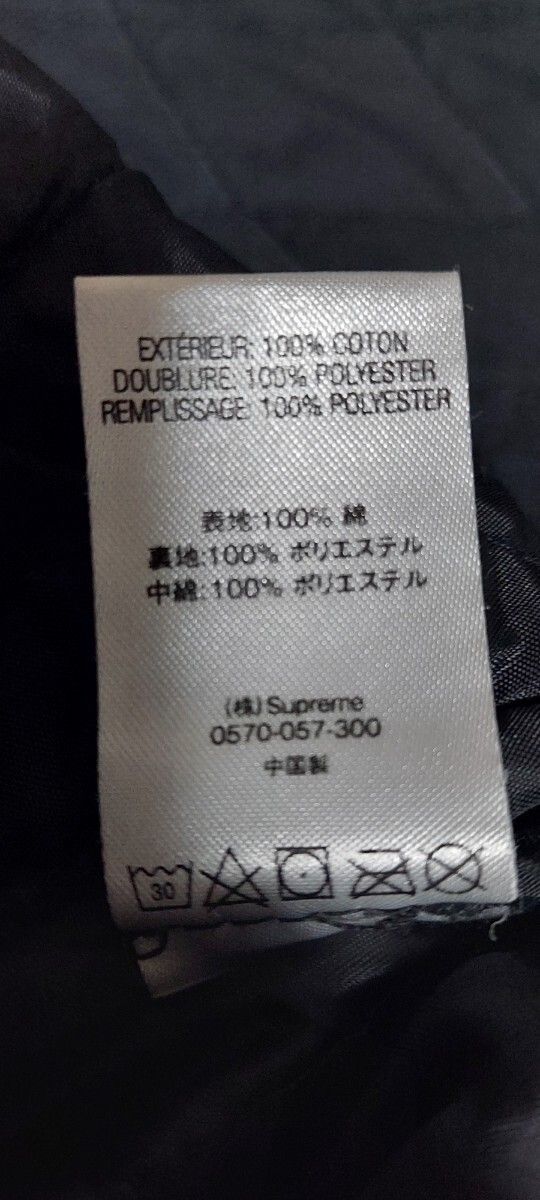 EXTÉRIEUR: 100% COTON
DOUBLURE: 100% POLYESTER
REMPLISSAGE: 100% POLYESTER
表地:100% 綿
裏地:100% ポリエステル
中綿:100% ポリエステル
(株)Supreme
0570-057-300
中国製
30